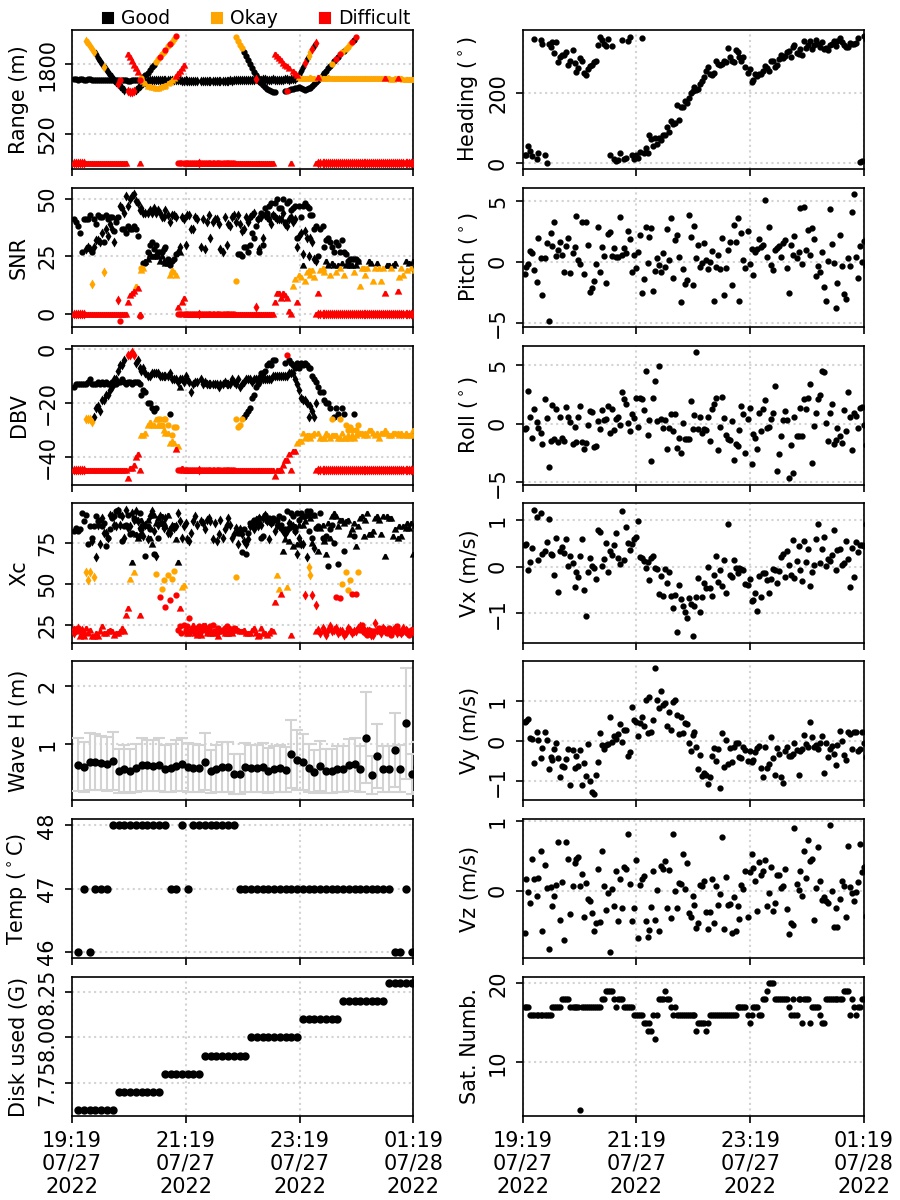 Good Okay Difficult
Range (m)
1800
520
Heading (°)
200
0
SNR
50
25
0
Pitch (°)
5
0
−5
DBV
0
−20
−40
Roll (°)
5
0
−5
Xc
75
50
25
Vx (m/s)
1
0
−1
Wave H (m)
2
1
Vy (m/s)
1
0
−1
Temp (°C)
48
47
46
Vz (m/s)
1
0
Disk used (G)
8.25
8.00
7.75
Sat. Numb.
20
10
19:19 21:19 23:19 01:19
07/27 07/27 07/27 07/28
2022 2022 2022 2022
19:19 21:19 23:19 01:19
07/27 07/27 07/27 07/28
2022 2022 2022 2022